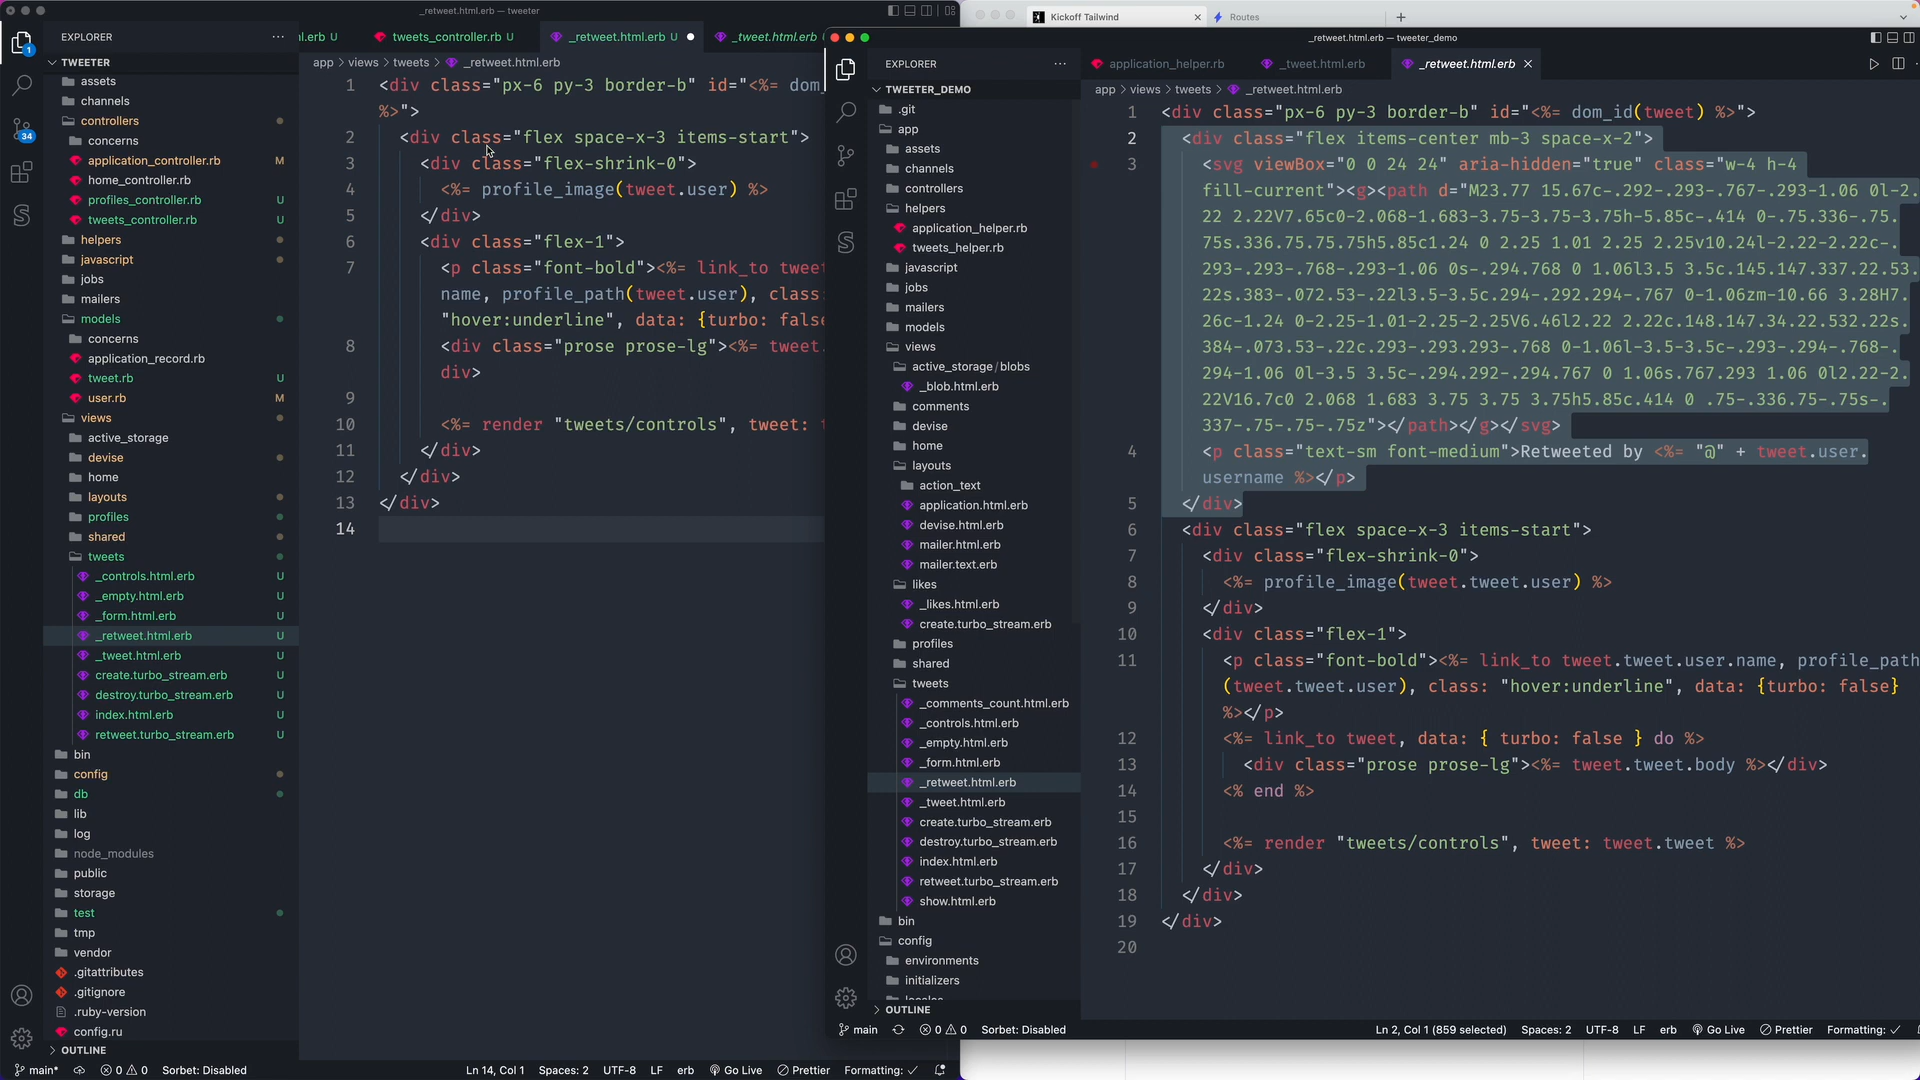 _retweet.html.erb — tweeter
EXPLORER
TWEETER
assets
channels
controllers
concerns
application_controller.rb M
home_controller.rb
profiles_controller.rb U
tweets_controller.rb U
helpers
javascript
jobs
mailers
models
concerns
application_record.rb
tweet.rb U
user.rb M
views
active_storage
devise
home
layouts
profiles
shared
tweets
_controls.html.erb U
_empty.html.erb U
_form.html.erb U
_retweet.html.erb U
_tweet.html.erb U
create.turbo_stream.erb U
destroy.turbo_stream.erb U
index.html.erb U
retweet.turbo_stream.erb U
bin
config
db
lib
log
node_modules
public
storage
test
tmp
vendor
.gitattributes
.gitignore
.ruby-version
config.ru
OUTLINE
1
34
ml.erb U
tweets_controller.rb U
_retweet.html.erb U
_tweet.html.erb
app > views > tweets > _retweet.html.erb
1 <div class="px-6 py-3 border-b" id="<%= dom_
%>">
2 <div class="flex space-x-3 items-start">
3 <div class="flex-shrink-0">
4 <%= profile_image(tweet.user) %>
5 </div>
6 <div class="flex-1">
7 <p class="font-bold"><%= link_to tweet
name, profile_path(tweet.user), class:
"hover:underline", data: {turbo: false
8 <div class="prose prose-lg"><%= tweet.
div>
9
10 <%= render "tweets/controls", tweet: t
11 </div>
12 </div>
13 </div>
14
main* 0 0 Sorbet: Disabled
Ln 14, Col 1 Spaces: 2 UTF-8 LF erb Go Live Prettier Formatting: ✓
Kickoff Tailwind
Routes
_retweet.html.erb — tweeter_demo
EXPLORER
TWEETER_DEMO
.git
app
assets
channels
controllers
helpers
application_helper.rb
tweets_helper.rb
javascript
jobs
mailers
models
views
active_storage / blobs
_blob.html.erb
comments
devise
home
layouts
action_text
application.html.erb
devise.html.erb
mailer.html.erb
mailer.text.erb
likes
_likes.html.erb
create.turbo_stream.erb
profiles
shared
tweets
_comments_count.html.erb
_controls.html.erb
_empty.html.erb
_form.html.erb
_retweet.html.erb
_tweet.html.erb
create.turbo_stream.erb
destroy.turbo_stream.erb
index.html.erb
retweet.turbo_stream.erb
show.html.erb
bin
config
environments
initializers
locales
OUTLINE
application_helper.rb
_tweet.html.erb
_retweet.html.erb
app > views > tweets > _retweet.html.erb
1 <div class="px-6 py-3 border-b" id="<%= dom_id(tweet) %>">
2 <div class="flex items-center mb-3 space-x-2">
3 <svg viewBox="0 0 24 24" aria-hidden="true" class="w-4 h-4
fill-current"><g><path d="M23.77 15.67c-.292-.293-.767-.293-1.06 0l-2.
22 2.22V7.65c0-2.068-1.683-3.75-3.75-3.75h-5.85c-.414 0-.75.336-.75.
75s.336.75.75.75h5.85c1.24 0 2.25 1.01 2.25 2.25v10.24l-2.22-2.22c-.
293-.293-.768-.293-1.06 0s-.294.768 0 1.06l3.5 3.5c.145.147.337.22.53.
22s.383-.072.53-.22l3.5-3.5c.294-.292.294-.767 0-1.06zm-10.66 3.28H7.
26c-1.24 0-2.25-1.01-2.25-2.25V6.46l2.22 2.22c.148.147.34.22.532.22s.
384-.073.53-.22c.293-.293.293-.768 0-1.06l-3.5-3.5c-.293-.294-.768-.
294-1.06 0l-3.5 3.5c-.294.292-.294.767 0 1.06s.767.293 1.06 0l2.22-2.
22V16.7c0 2.068 1.683 3.75 3.75 3.75h5.85c.414 0 .75-.336.75-.75s-.
337-.75-.75-.75z"></path></g></svg>
4 <p class="text-sm font-medium">Retweeted by <%= "@" + tweet.user.
username %></p>
5 </div>
6 <div class="flex space-x-3 items-start">
7 <div class="flex-shrink-0">
8 <%= profile_image(tweet.tweet.user) %>
9 </div>
10 <div class="flex-1">
11 <p class="font-bold"><%= link_to tweet.tweet.user.name, profile_path
(tweet.tweet.user), class: "hover:underline", data: {turbo: false}
%></p>
12 <%= link_to tweet, data: { turbo: false } do %>
13 <div class="prose prose-lg"><%= tweet.tweet.body %></div>
14 <% end %>
15
16 <%= render "tweets/controls", tweet: tweet.tweet %>
17 </div>
18 </div>
19 </div>
20
main 0 0 Sorbet: Disabled
Ln 2, Col 1 (859 selected) Spaces: 2 UTF-8 LF erb Go Live Prettier Formatting: ✓